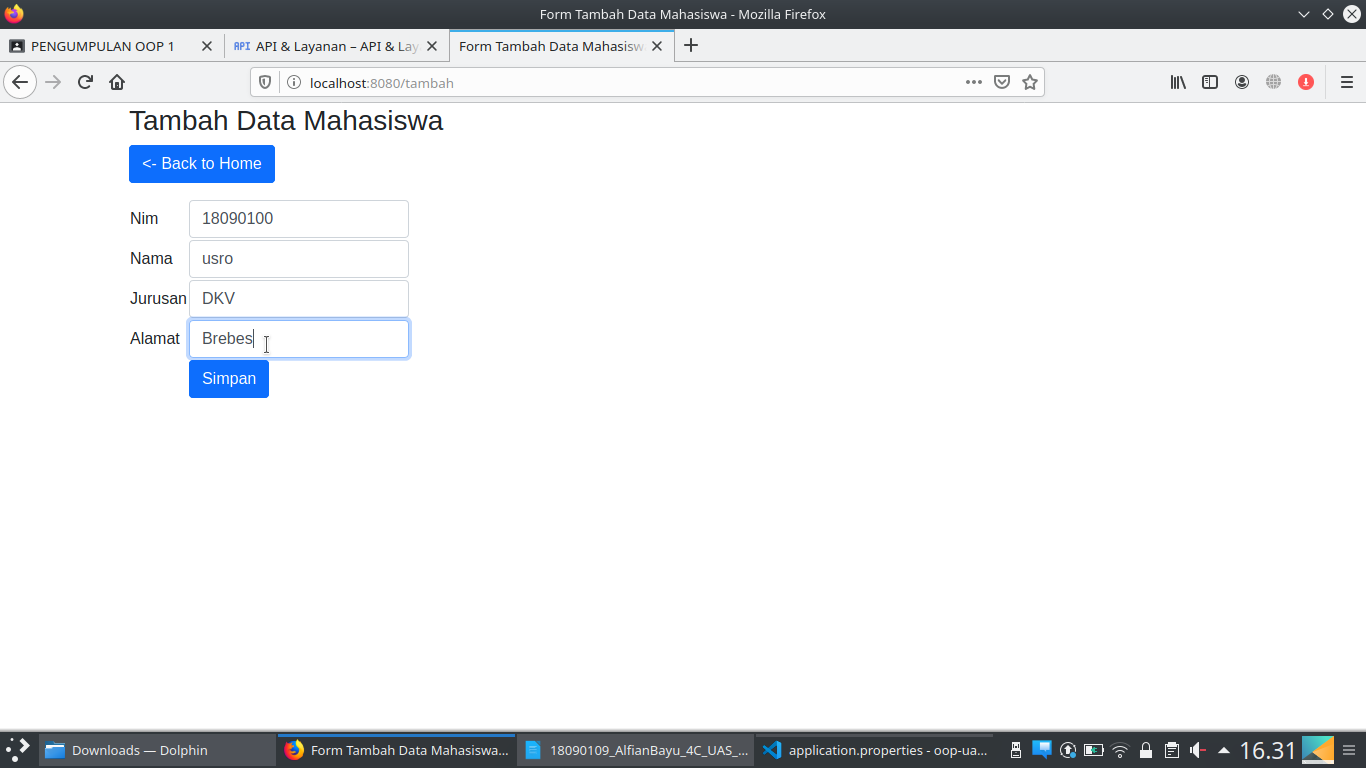 Form Tambah Data Mahasiswa - Mozilla Firefox
PENGUMPULAN OOP 1
API API & Layanan – API & Lay
Form Tambah Data Mahasisw
localhost:8080/tambah
Tambah Data Mahasiswa
<- Back to Home
Nim 18090100
Nama usro
Jurusan DKV
Alamat Brebes
Simpan
Downloads — Dolphin
Form Tambah Data Mahasiswa...
18090109_AlfianBayu_4C_UAS_...
application.properties - oop-ua...
16.31